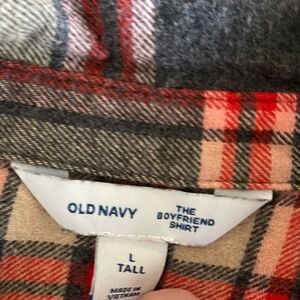 OLD NAVY
THE
BOYFRIEND
SHIRT
L
TALL
MADE IN
VIETNAM